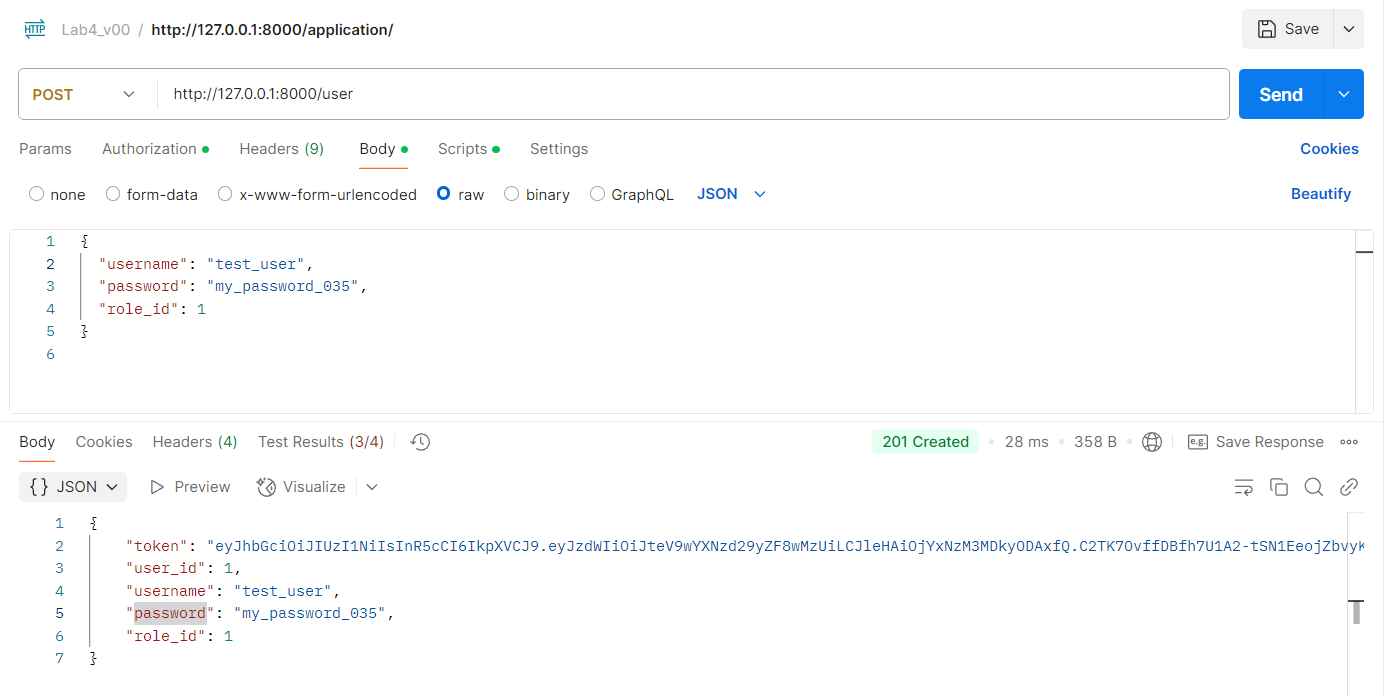 HTTP Lab4_v00 / http://127.0.0.1:8000/application/ Save
POST http://127.0.0.1:8000/user Send
Params Authorization Headers (9) Body Scripts Settings Cookies
none form-data x-www-form-urlencoded raw binary GraphQL JSON Beautify
1 {
2 "username": "test_user",
3 "password": "my_password_035",
4 "role_id": 1
5 }
6
Body Cookies Headers (4) Test Results (3/4) 201 Created 28 ms 358 B e.g. Save Response
{} JSON Preview Visualize
1 {
2 "token": "eyJhbGciOiJIUzI1NiIsInR5cCI6IkpXVCJ9.eyJzdWIiOiJteV9wYXNzd29yZF8wMzUiLCJleHAiOjYxNzM3MDkyODAxfQ.C2TK7OvffDBfh7U1A2-tSN1EeojZbvyK
3 "user_id": 1,
4 "username": "test_user",
5 "password": "my_password_035",
6 "role_id": 1
7 }